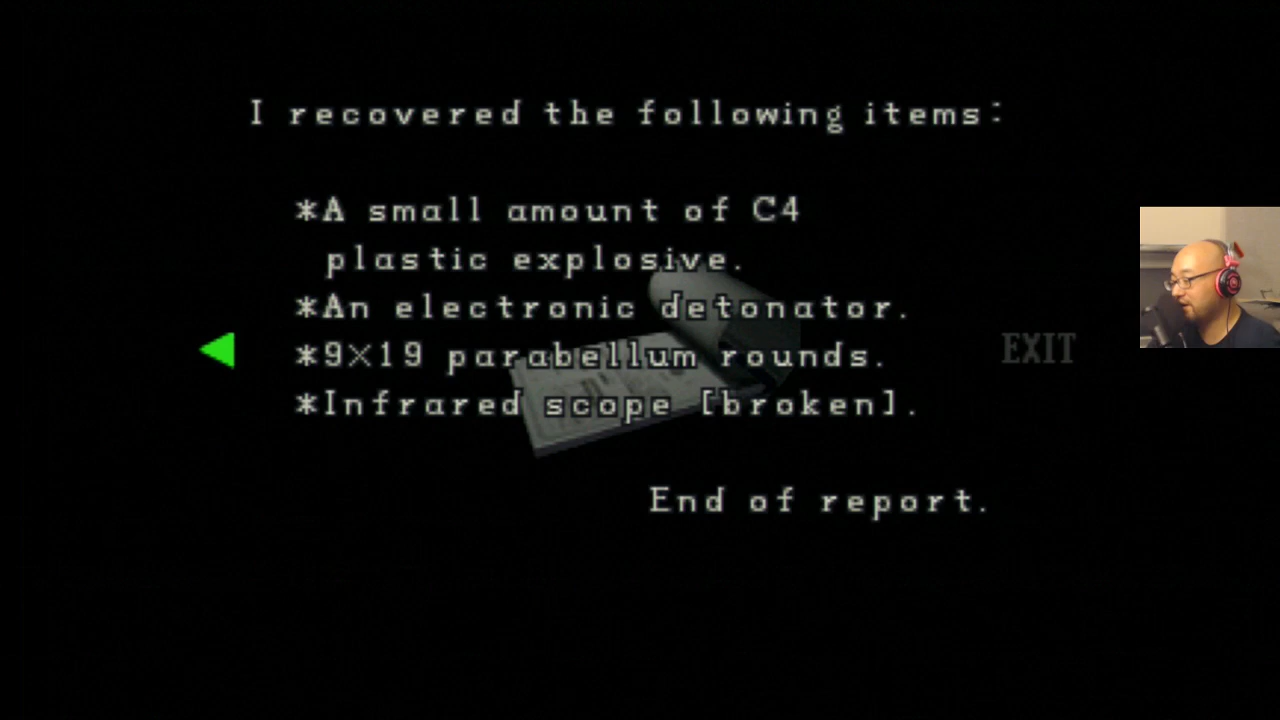 I recovered the following items:
*A small amount of C4
plastic explosive.
*An electronic detonator.
*9×19 parabellum rounds.
EXIT
*Infrared scope [broken].
End of report.